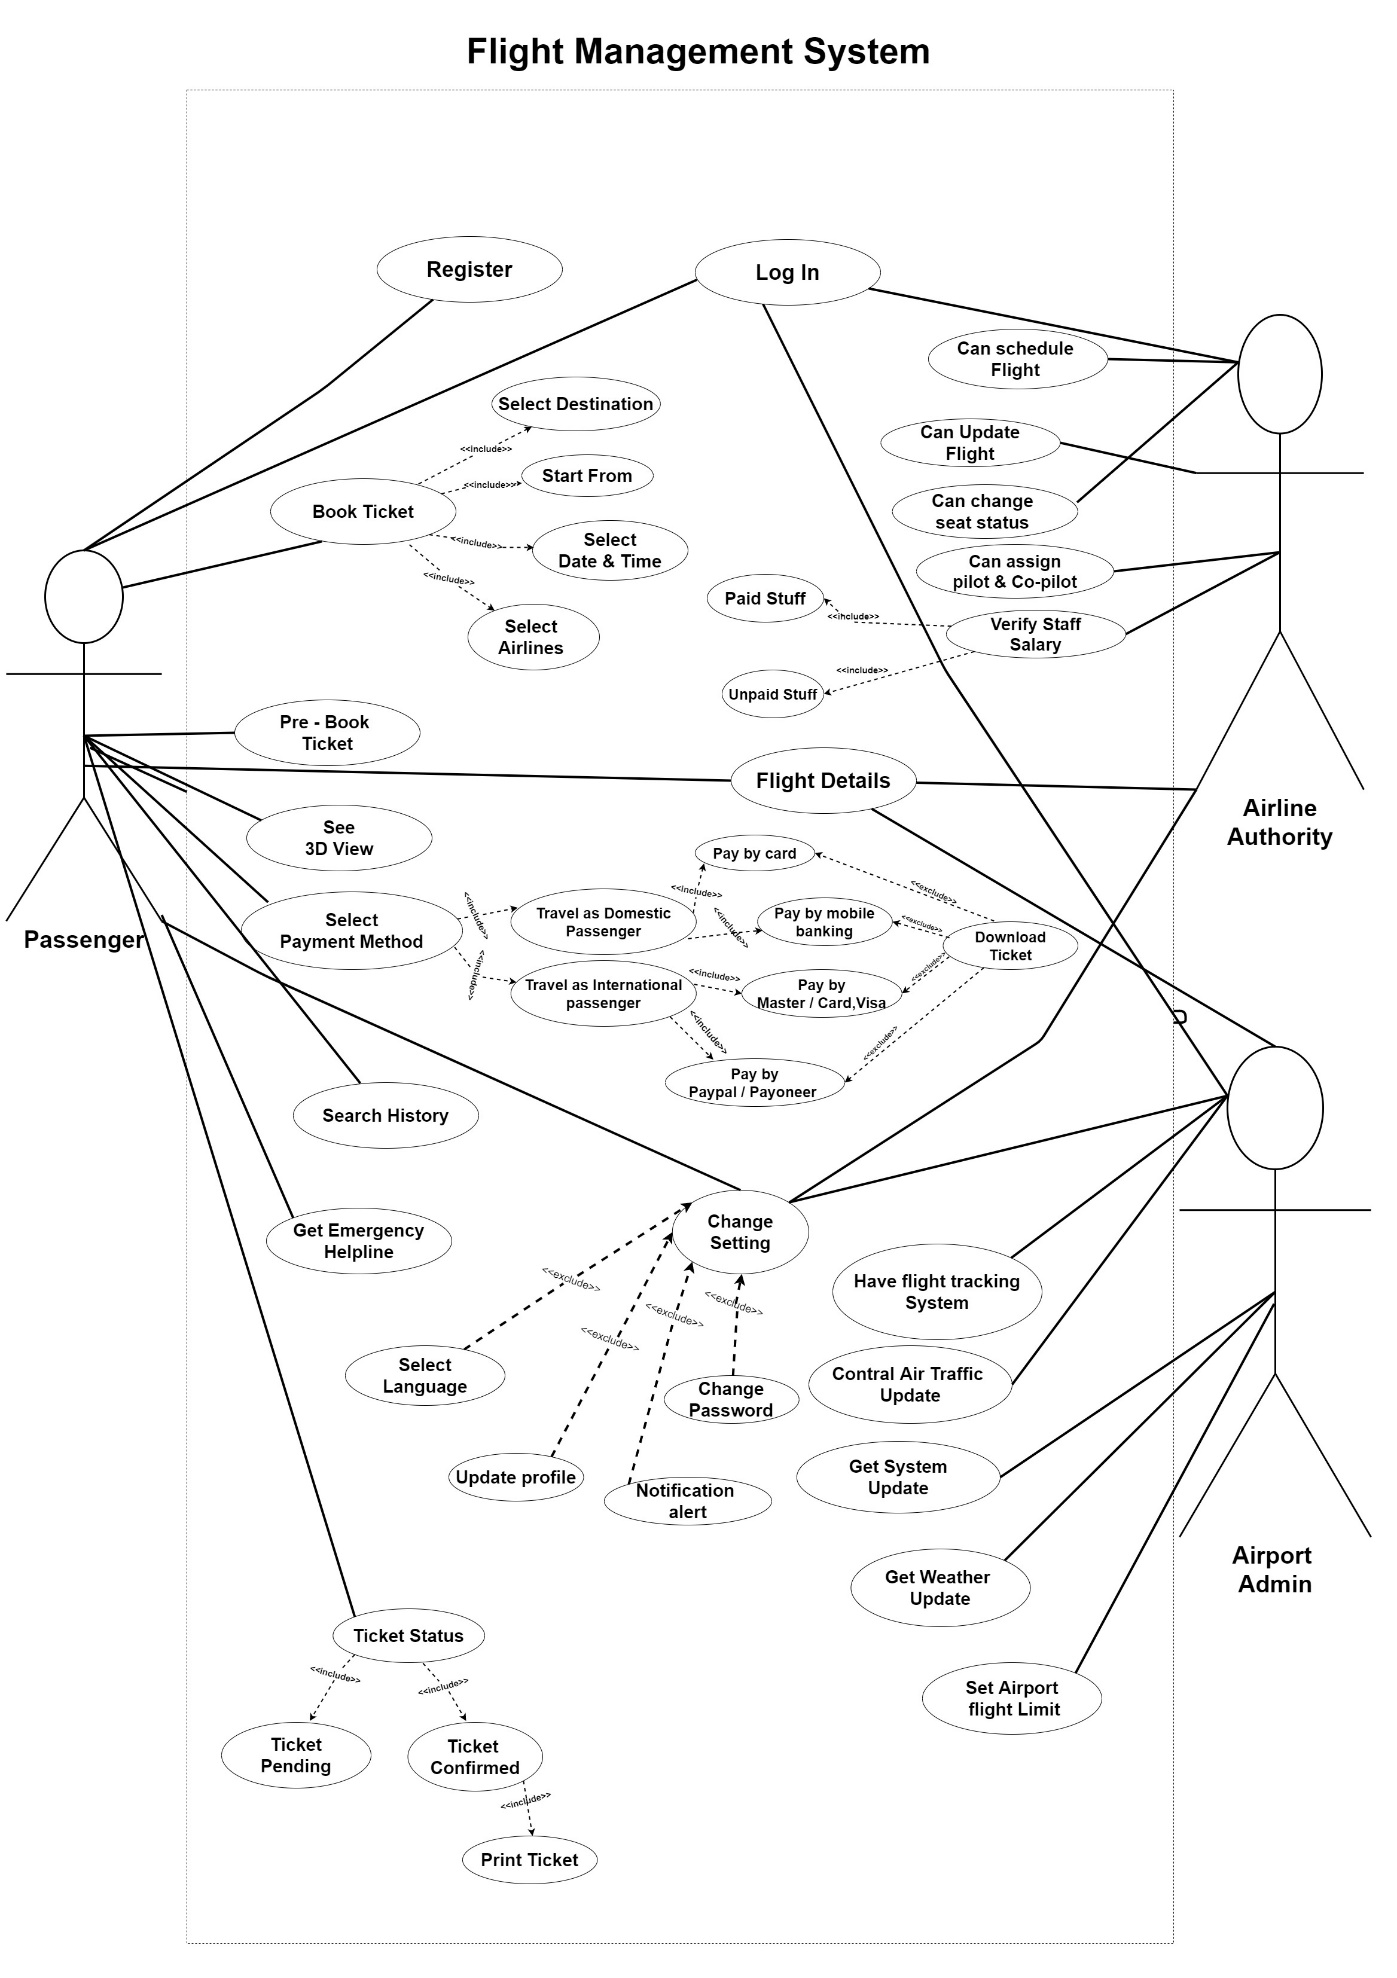 Flight Management System
Register
Log In
Can schedule
Flight
Select Destination
Can Update
Flight
<<include>>
Start From
<<include>>
Book Ticket
Can change
seat status
Select
Date & Time
<<include>>
Can assign
pilot & Co-pilot
<<include>>
Paid Stuff
<<include>>
Verify Staff
Salary
Select
Airlines
<<include>>
Unpaid Stuff
Pre - Book
Ticket
Flight Details
Airline
Authority
See
3D View
Pay by card
<<include>>
<<exclude>>
<<include>>
Select
Payment Method
Travel as Domestic
Passenger
<<include>>
Pay by mobile
banking
<<exclude>>
Download
Ticket
Passenger
<<include>>
Travel as International
passenger
<<include>>
Pay by
Master / Card,Visa
<<exclude>>
<<include>>
<<exclude>>
Pay by
Paypal / Payoneer
Search History
Get Emergency
Helpline
Change
Setting
<<exclude>>
<<exclude>>
<<exclude>>
<<exclude>>
Have flight tracking
System
Select
Language
Change
Password
Contral Air Traffic
Update
Update profile
Notification
alert
Get System
Update
Airport
Admin
Get Weather
Update
Ticket Status
<<include>>
<<include>>
Set Airport
flight Limit
Ticket
Pending
Ticket
Confirmed
<<include>>
Print Ticket